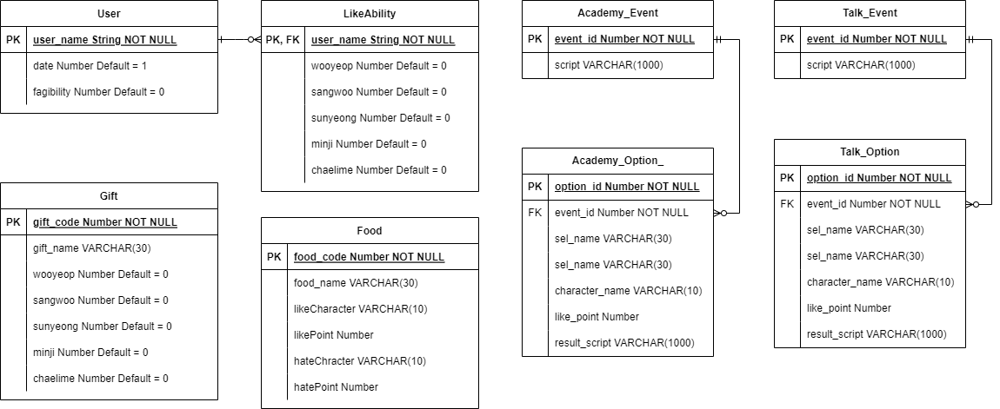 User
PK user_name String NOT NULL
date Number Default = 1
fagibility Number Default = 0
LikeAbility
PK, FK user_name String NOT NULL
wooyeop Number Default = 0
sangwoo Number Default = 0
sunyeong Number Default = 0
minji Number Default = 0
chaelime Number Default = 0
Academy_Event
PK event_id Number NOT NULL
script VARCHAR(1000)
Talk_Event
PK event_id Number NOT NULL
script VARCHAR(1000)
Gift
PK gift_code Number NOT NULL
gift_name VARCHAR(30)
wooyeop Number Default = 0
sangwoo Number Default = 0
sunyeong Number Default = 0
minji Number Default = 0
chaelime Number Default = 0
Food
PK food_code Number NOT NULL
food_name VARCHAR(30)
likeCharacter VARCHAR(10)
likePoint Number
hateChracter VARCHAR(10)
hatePoint Number
Academy_Option_
PK option_id Number NOT NULL
FK event_id Number NOT NULL
sel_name VARCHAR(30)
sel_name VARCHAR(30)
character_name VARCHAR(10)
like_point Number
result_script VARCHAR(1000)
Talk_Option
PK option_id Number NOT NULL
FK event_id Number NOT NULL
sel_name VARCHAR(30)
sel_name VARCHAR(30)
character_name VARCHAR(10)
like_point Number
result_script VARCHAR(1000)